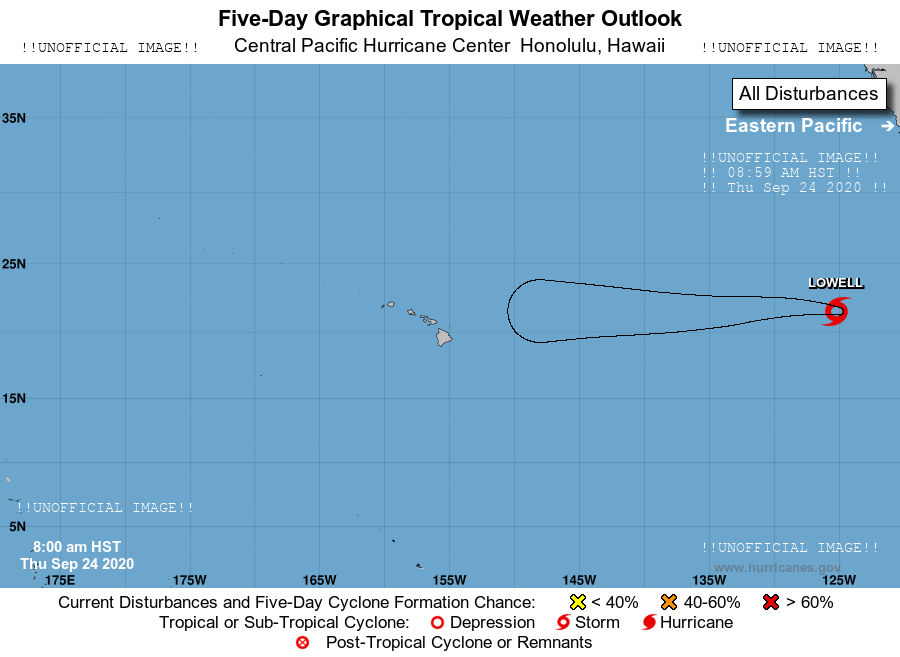 Five-Day Graphical Tropical Weather Outlook
!!UNOFFICIAL IMAGE!! Central Pacific Hurricane Center Honolulu, Hawaii !!UNOFFICIAL IMAGE!!
All Disturbances
35N
Eastern Pacific →
!!UNOFFICIAL IMAGE!!
!! 08:59 AM HST !!
!! Thu Sep 24 2020 !!
25N
LOWELL
15N
!!UNOFFICIAL IMAGE!!
5N
8:00 am HST
!!UNOFFICIAL IMAGE!!
Thu Sep 24 2020
www.hurricanes.gov
175E 175W 165W 155W 145W 135W 125W
Current Disturbances and Five-Day Cyclone Formation Chance: < 40% 40-60% > 60%
Tropical or Sub-Tropical Cyclone: Depression Storm Hurricane
Post-Tropical Cyclone or Remnants